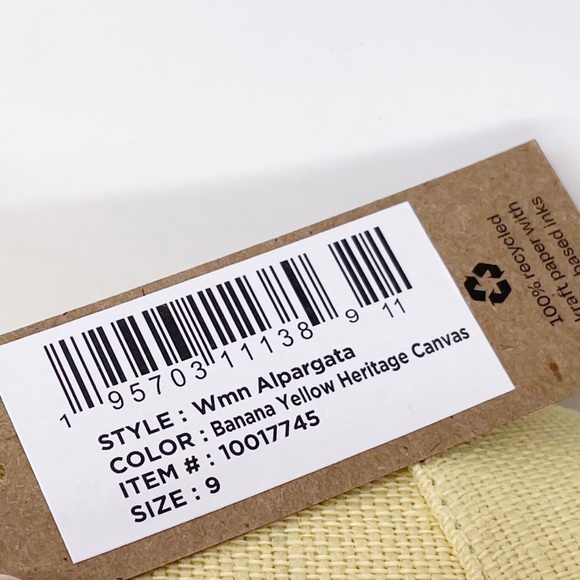 1 95703 11138 9 11
STYLE : Wmn Alpargata
COLOR : Banana Yellow Heritage Canvas
ITEM # : 10017745
SIZE : 9
100% recycled
kraft paper with
based inks